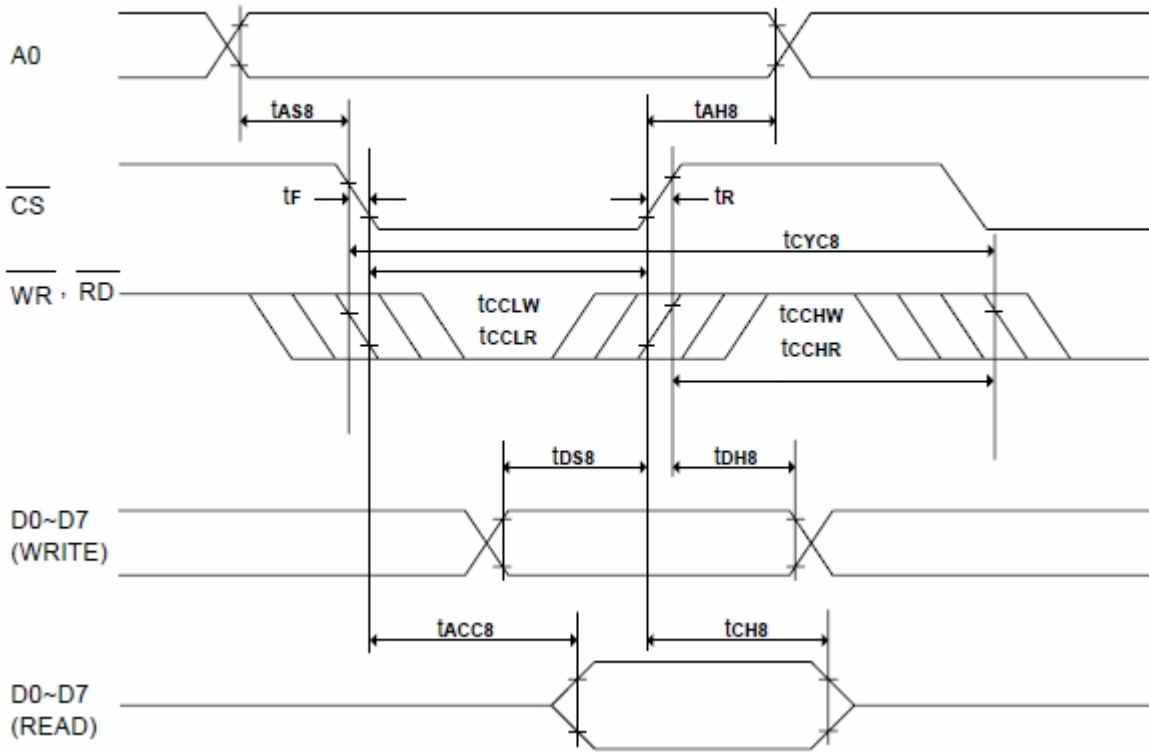 A0
tAS8
tAH8
CS
tF
tR
tCYC8
WR , RD
tCCLW
tCCLR
tCCHW
tCCHR
tDS8
tDH8
D0~D7
(WRITE)
tACC8
tCH8
D0~D7
(READ)